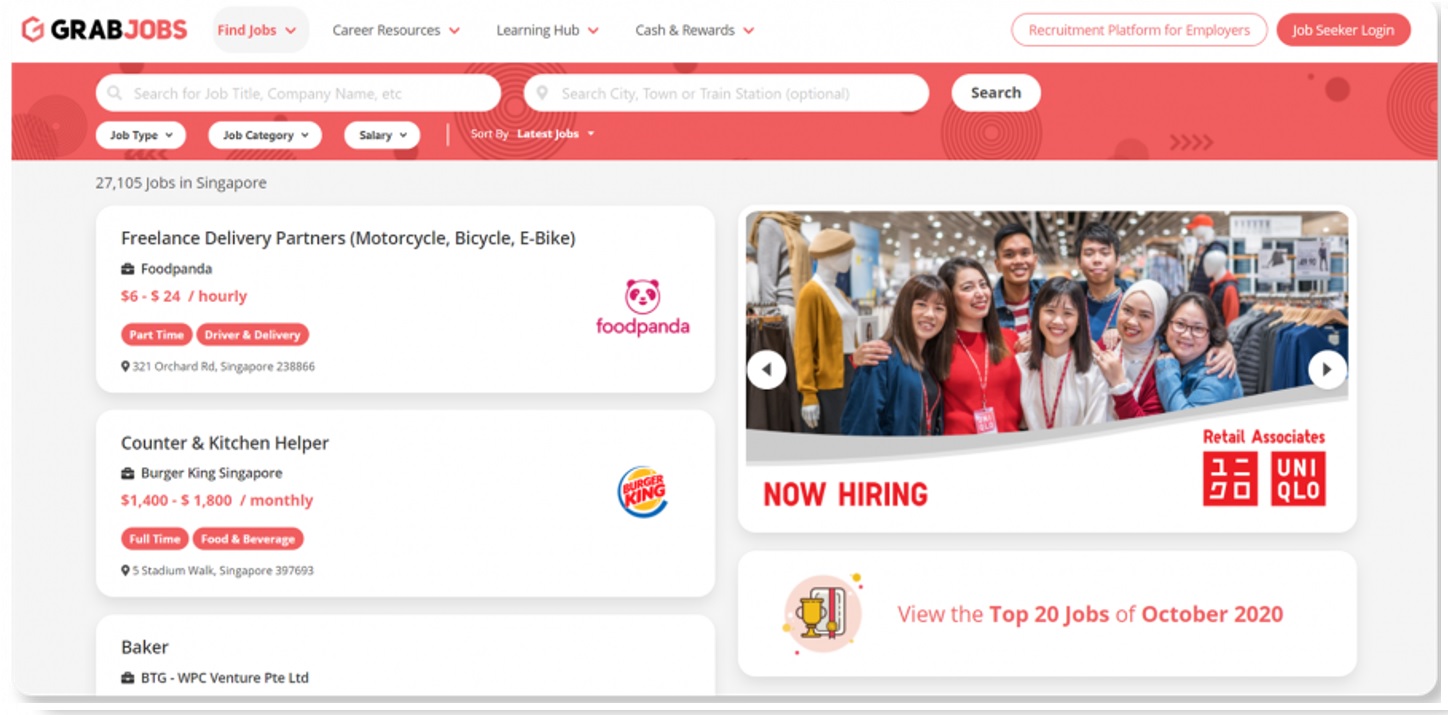 GRABJOBS
Find Jobs
Career Resources
Learning Hub
Cash & Rewards
Recruitment Platform for Employers
Job Seeker Login
Search for Job Title, Company Name, etc
Search City, Town or Train Station (optional)
Search
Job Type
Job Category
Salary
Sort By Latest Jobs
27,105 Jobs in Singapore
Freelance Delivery Partners (Motorcycle, Bicycle, E-Bike)
Foodpanda
$6 - $ 24 / hourly
Part Time
Driver & Delivery
321 Orchard Rd, Singapore 238866
foodpanda
Counter & Kitchen Helper
Burger King Singapore
$1,400 - $ 1,800 / monthly
Full Time
Food & Beverage
5 Stadium Walk, Singapore 397693
BURGER
KING
Baker
BTG - WPC Venture Pte Ltd
UNI
QLO
Retail Associates
ユニ
クロ
UNI
QLO
NOW HIRING
View the Top 20 Jobs of October 2020